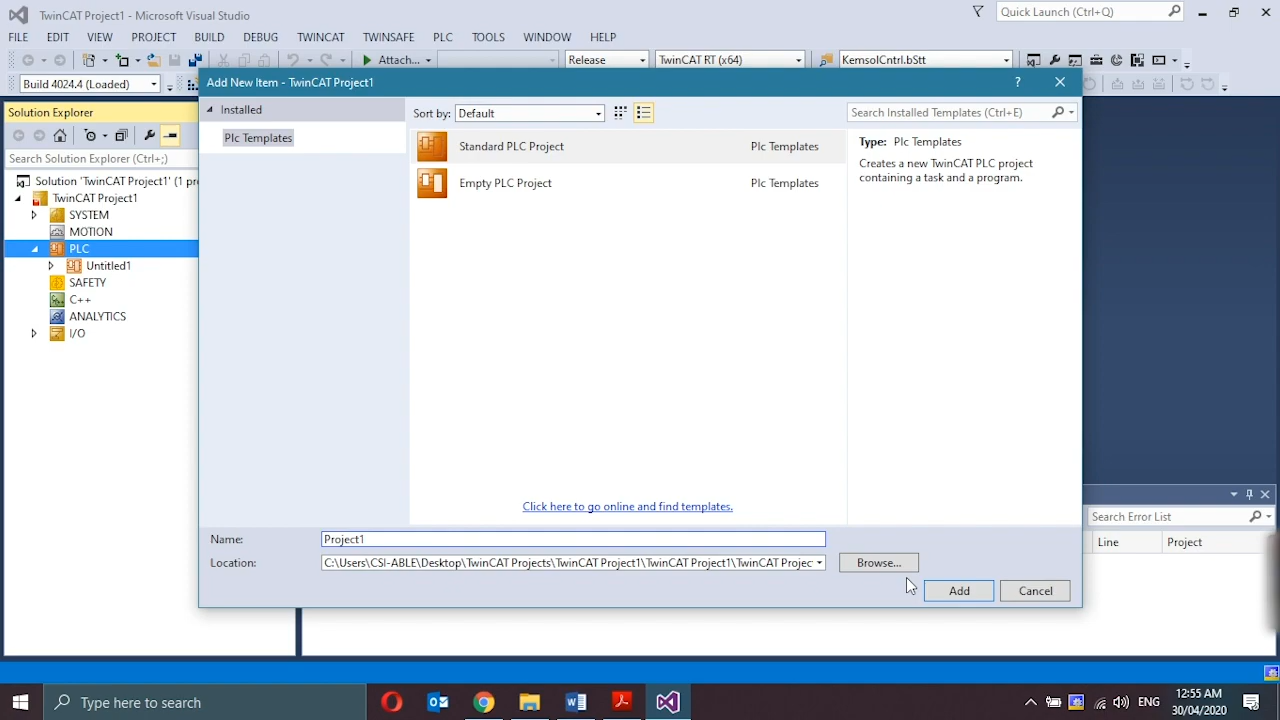 TwinCAT Project1 - Microsoft Visual Studio
Quick Launch (Ctrl+Q)
FILE EDIT VIEW PROJECT BUILD DEBUG TWINCAT TWINSAFE PLC TOOLS WINDOW HELP
Attach... Release TwinCAT RT (x64) KemsolCntrl.bStt
Build 4024.4 (Loaded)
Add New Item - TwinCAT Project1
?
Solution Explorer
Search Solution Explorer (Ctrl+;)
Solution 'TwinCAT Project1' (1 pr
TwinCAT Project1
SYSTEM
MOTION
PLC
Untitled1
SAFETY
C++
ANALYTICS
I/O
Installed
Plc Templates
Sort by: Default
Search Installed Templates (Ctrl+E)
Standard PLC Project Plc Templates
Empty PLC Project Plc Templates
Type: Plc Templates
Creates a new TwinCAT PLC project
containing a task and a program.
Click here to go online and find templates.
Name: Project1
Location: C:\Users\CSI-ABLE\Desktop\TwinCAT Projects\TwinCAT Project1\TwinCAT Project1\TwinCAT Projec
Browse...
Add Cancel
Search Error List
Line Project
Type here to search
ENG
12:55 AM
30/04/2020